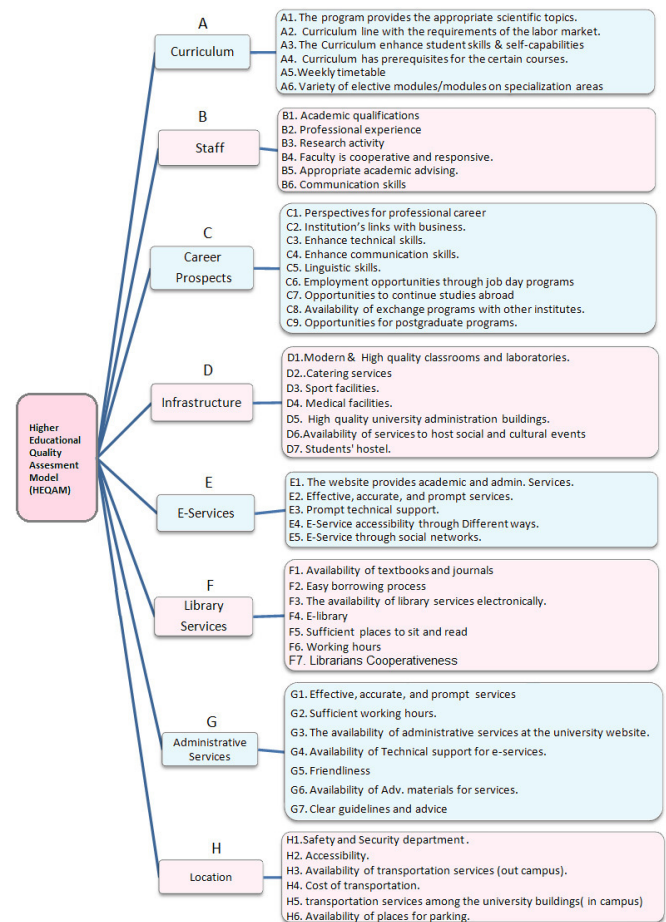 A
Curriculum
A1. The program provides the appropriate scientific topics.
A2. Curriculum line with the requirements of the labor market.
A3. The Curriculum enhance student skills & self-capabilities
A4. Curriculum has prerequisites for the certain courses.
A5.Weekly timetable
A6. Variety of elective modules/modules on specialization areas
B
Staff
B1. Academic qualifications
B2. Professional experience
B3. Research activity
B4. Faculty is cooperative and responsive.
B5. Appropriate academic advising.
B6. Communication skills
C
Career
Prospects
C1. Perspectives for professional career
C2. Institution's links with business.
C3. Enhance technical skills.
C4. Enhance communication skills.
C5. Linguistic skills.
C6. Employment opportunities through job day programs
C7. Opportunities to continue studies abroad
C8. Availability of exchange programs with other institutes.
C9. Opportunities for postgraduate programs.
D
Infrastructure
D1.Modern & High quality classrooms and laboratories.
D2..Catering services
D3. Sport facilities.
D4. Medical facilities.
D5. High quality university administration buildings.
D6.Availability of services to host social and cultural events
D7. Students' hostel.
Higher
Educational
Quality
Assesment
Model
(HEQAM)
E
E-Services
E1. The website provides academic and admin. Services.
E2. Effective, accurate, and prompt services.
E3. Prompt technical support.
E4. E-Service accessibility through Different ways.
E5. E-Service through social networks.
F
Library
Services
F1. Availability of textbooks and journals
F2. Easy borrowing process
F3. The availability of library services electronically.
F4. E-library
F5. Sufficient places to sit and read
F6. Working hours
F7. Librarians Cooperativeness
G
Administrative
Services
G1. Effective, accurate, and prompt services
G2. Sufficient working hours.
G3. The availability of administrative services at the university website.
G4. Availability of Technical support for e-services.
G5. Friendliness
G6. Availability of Adv. materials for services.
G7. Clear guidelines and advice
H
Location
H1.Safety and Security department .
H2. Accessibility.
H3. Availability of transportation services (out campus).
H4. Cost of transportation.
H5. transportation services among the university buildings( in campus)
H6. Availability of places for parking.